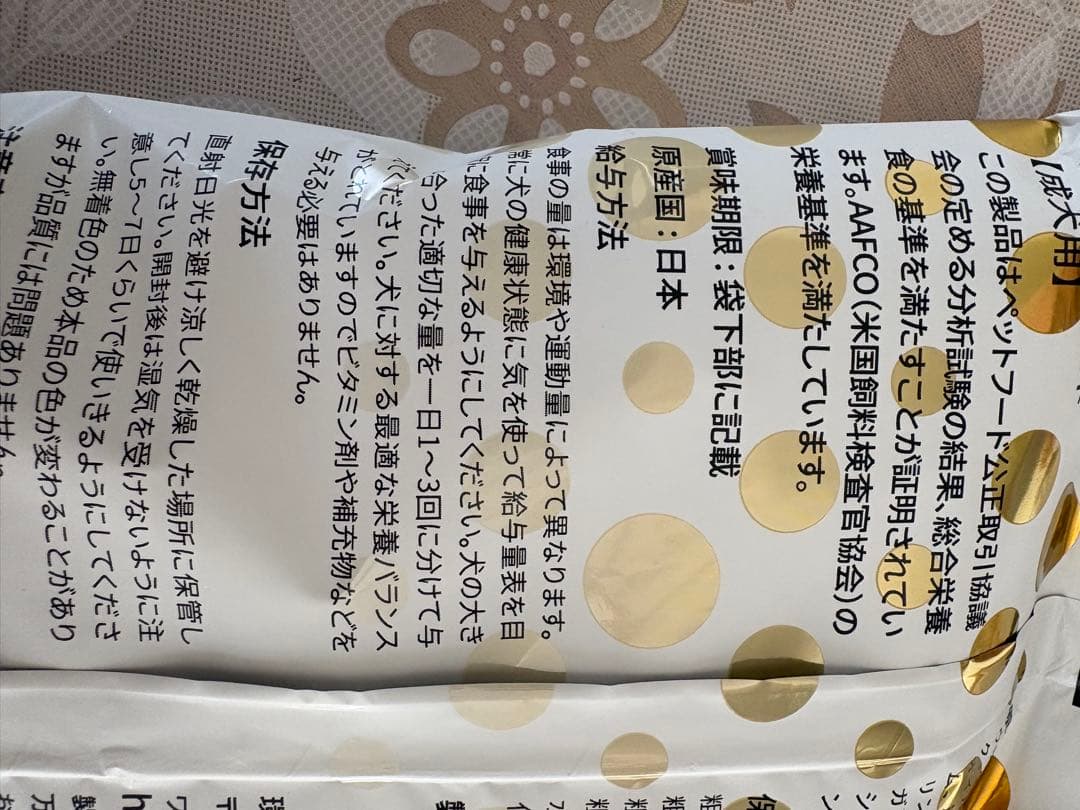 【成犬用】
この製品はペットフード公正取引協議
会の定める分析試験の結果、総合栄養
食の基準を満たすことが証明されてい
ます。AAFCO(米国飼料検査官協会)の
栄養基準を満たしています。
賞味期限:袋下部に記載
原産国:日本
給与方法
食事の量は環境や運動量によって異なります。
常に犬の健康状態に気を使って給与量表を目
に食事を与えるようにしてください。犬の大き
合った適切な量を一日1〜3回に分けて与
ください。犬に対する最適な栄養バランス
がとれていますのでビタミン剤や補充物などを
与える必要はありません。
保存方法
直射日光を避け涼しく乾燥した場所に保管し
てください。開封後は湿気を受けないように注
意し5〜7日くらいで使いきるようにしてくださ
い。無着色のため本品の色が変わることがあり
ますが品質には問題ありません。